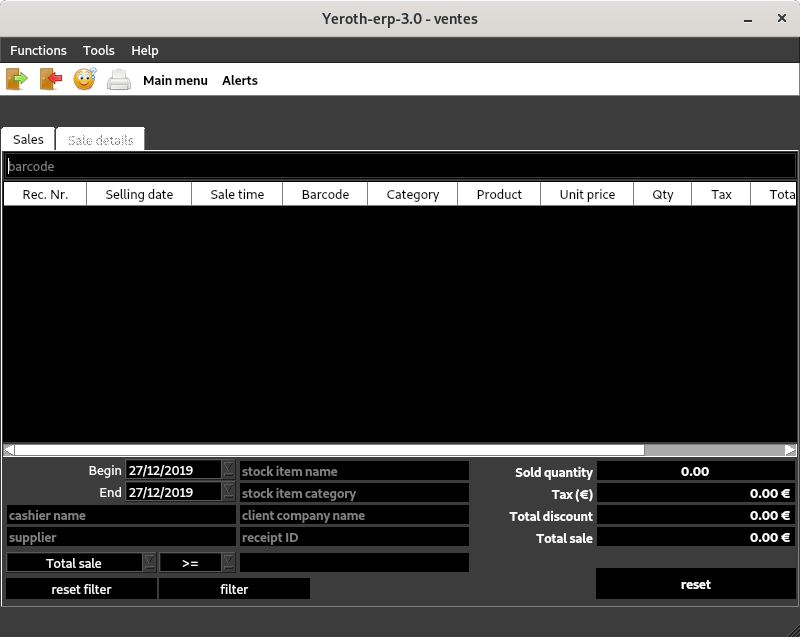 Yeroth-erp-3.0 - ventes
Functions Tools Help
Main menu Alerts
Sales Sale details
barcode
Rec. Nr. Selling date Sale time Barcode Category Product Unit price Qty Tax Tota
Begin 27/12/2019 stock item name Sold quantity 0.00
End 27/12/2019 stock item category Tax (€) 0.00 €
cashier name client company name Total discount 0.00 €
supplier receipt ID Total sale 0.00 €
Total sale >=
reset filter filter reset